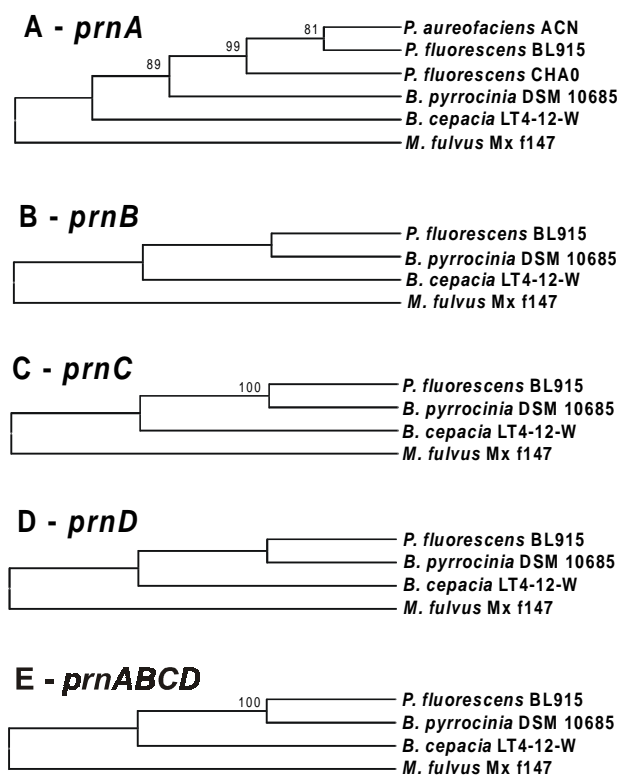 A - prnA
81
P. aureofaciens ACN
P. fluorescens BL915
99
P. fluorescens CHA0
89
B. pyrrocinia DSM 10685
B. cepacia LT4-12-W
M. fulvus Mx f147
B - prnB
P. fluorescens BL915
B. pyrrocinia DSM 10685
B. cepacia LT4-12-W
M. fulvus Mx f147
C - prnC
100
P. fluorescens BL915
B. pyrrocinia DSM 10685
B. cepacia LT4-12-W
M. fulvus Mx f147
D - prnD
P. fluorescens BL915
B. pyrrocinia DSM 10685
B. cepacia LT4-12-W
M. fulvus Mx f147
E - prnABCD
100
P. fluorescens BL915
B. pyrrocinia DSM 10685
B. cepacia LT4-12-W
M. fulvus Mx f147